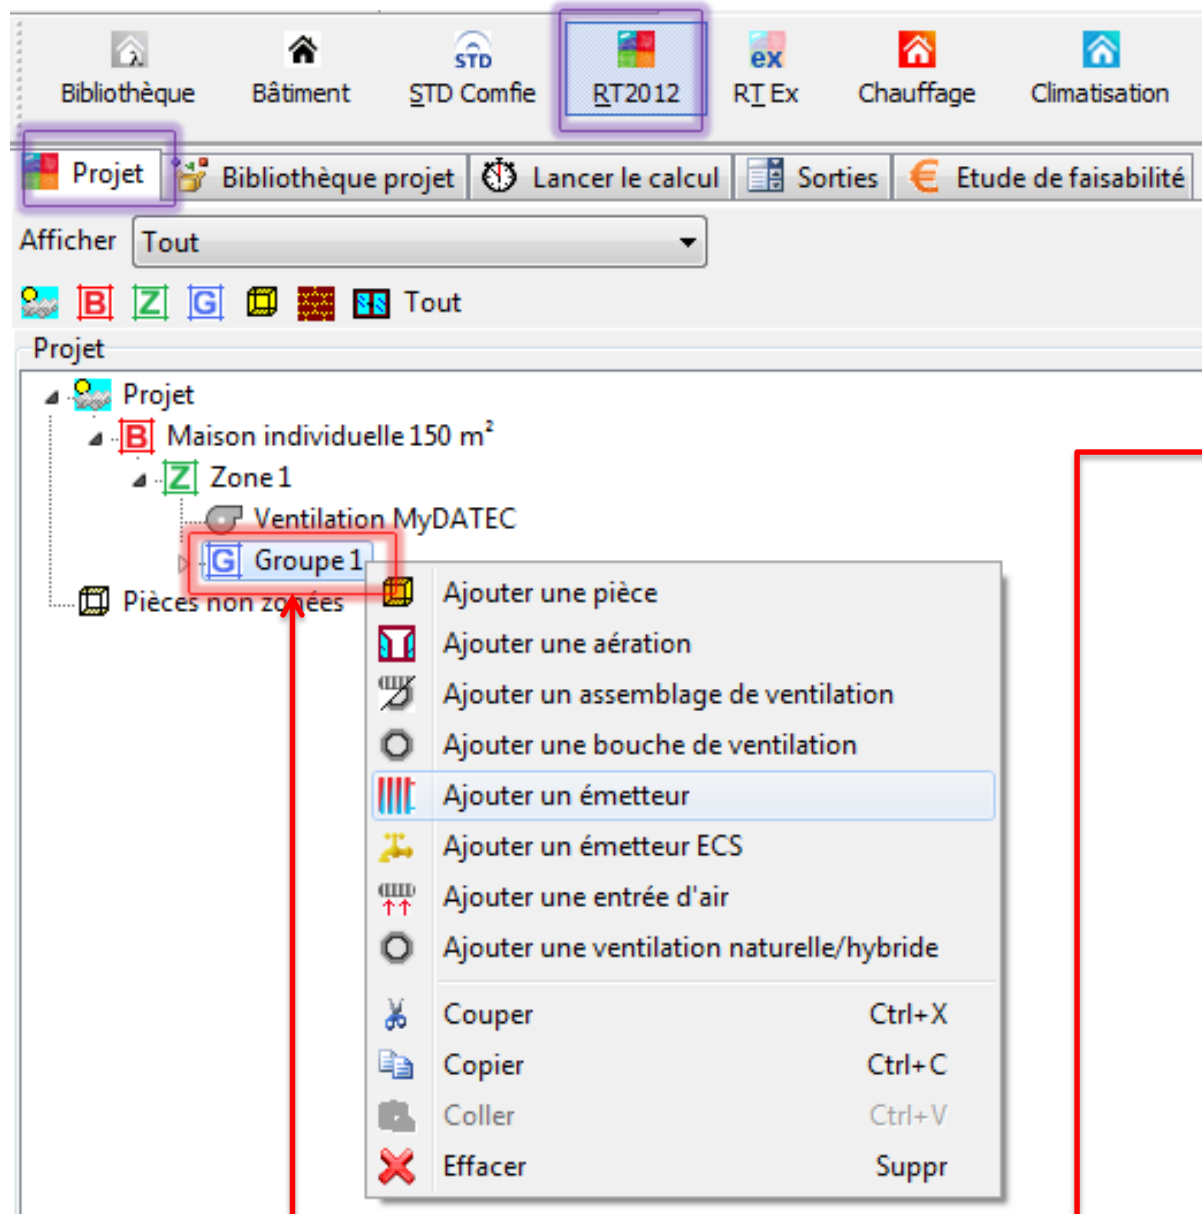 λ STD ex
Bibliothèque Bâtiment STD Comfie RT2012 RT Ex Chauffage Climatisation
Projet Bibliothèque projet Lancer le calcul Sorties € Etude de faisabilité
Afficher Tout
B Z G Tout
Projet
Projet
B Maison individuelle 150 m²
Z Zone 1
Ventilation MyDATEC
G Groupe 1
Pièces non zonées
Ajouter une pièce
Ajouter une aération
Ajouter un assemblage de ventilation
Ajouter une bouche de ventilation
Ajouter un émetteur
Ajouter un émetteur ECS
Ajouter une entrée d'air
Ajouter une ventilation naturelle/hybride
Couper Ctrl+X
Copier Ctrl+C
Coller Ctrl+V
Effacer Suppr